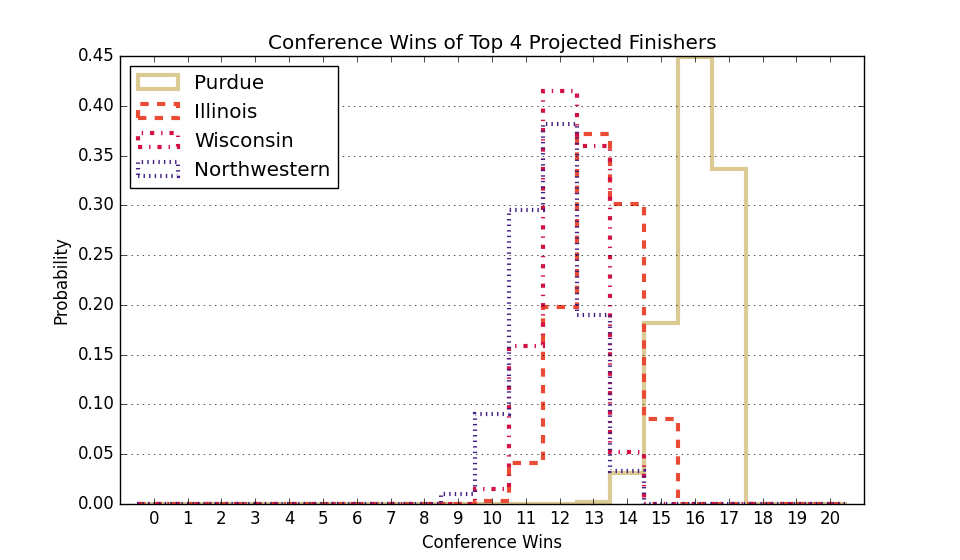 Conference Wins of Top 4 Projected Finishers
0.45
0.40
0.35
0.30
0.25
0.20
0.15
0.10
0.05
0.00
Probability
Purdue
Illinois
Wisconsin
Northwestern
0 1 2 3 4 5 6 7 8 9 10 11 12 13 14 15 16 17 18 19 20
Conference Wins